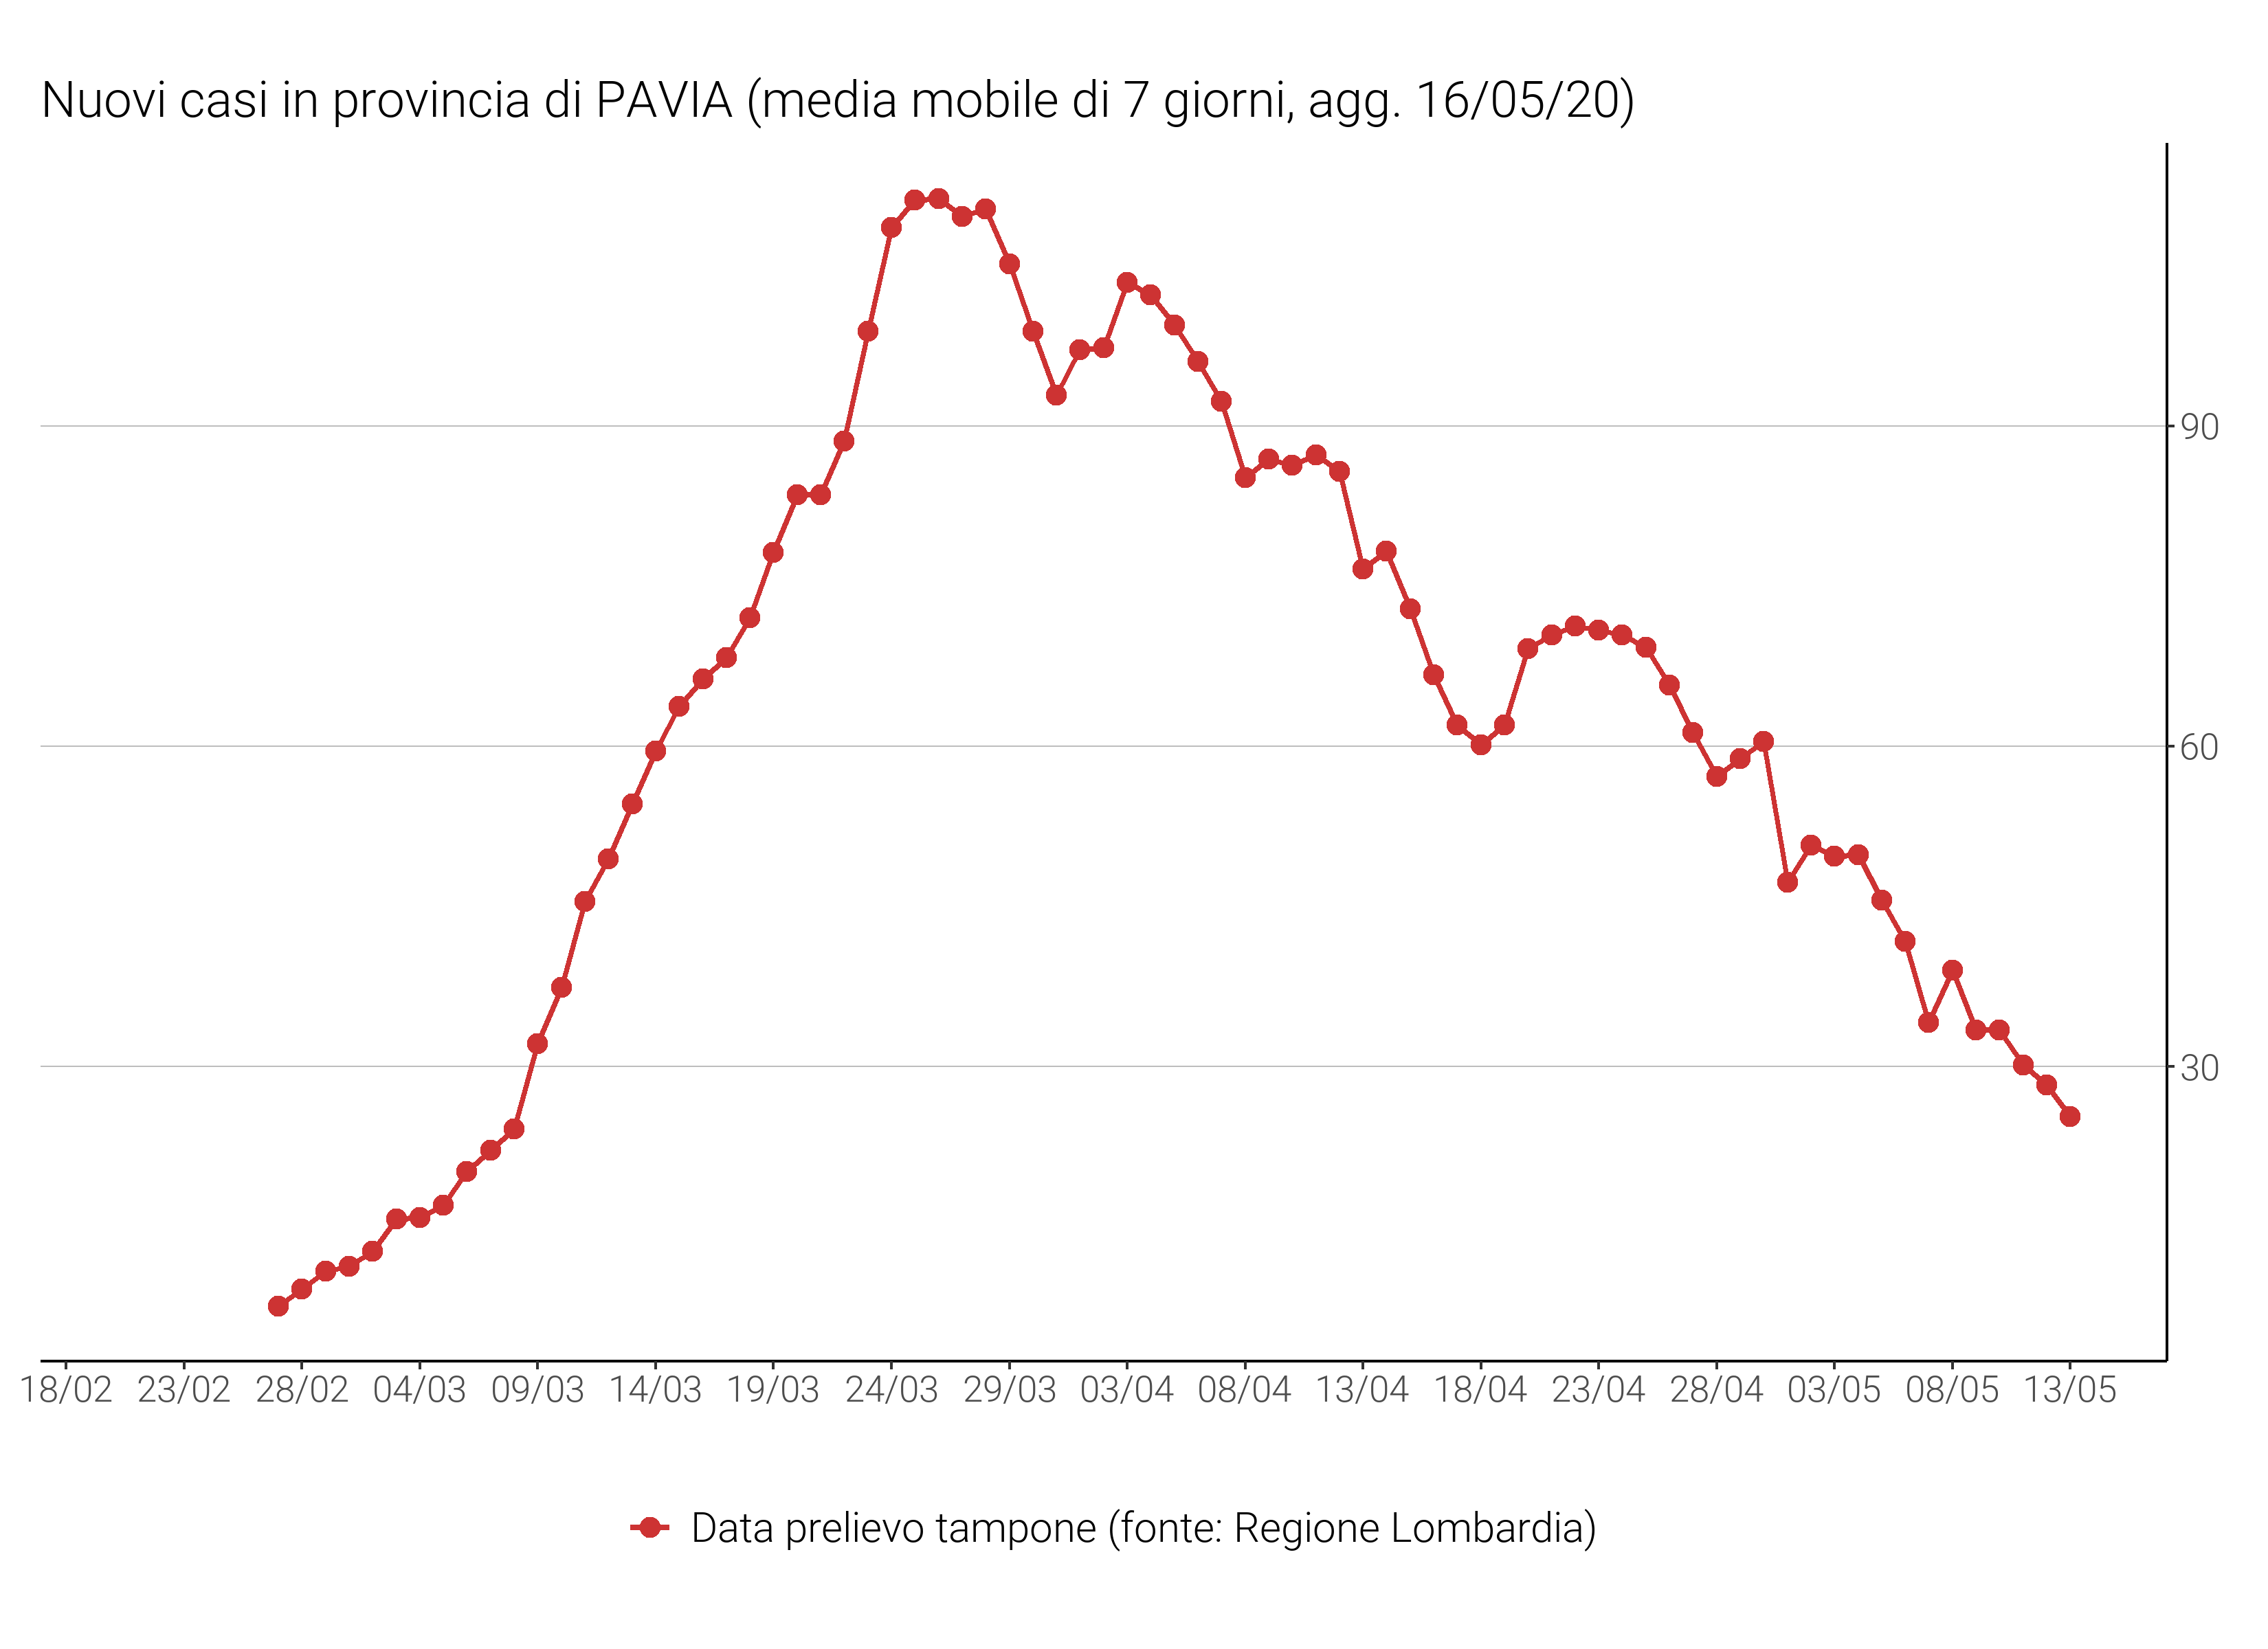 Nuovi casi in provincia di PAVIA (media mobile di 7 giorni, agg. 16/05/20)
90
60
30
18/02 23/02 28/02 04/03 09/03 14/03 19/03 24/03 29/03 03/04 08/04 13/04 18/04 23/04 28/04 03/05 08/05 13/05
Data prelievo tampone (fonte: Regione Lombardia)